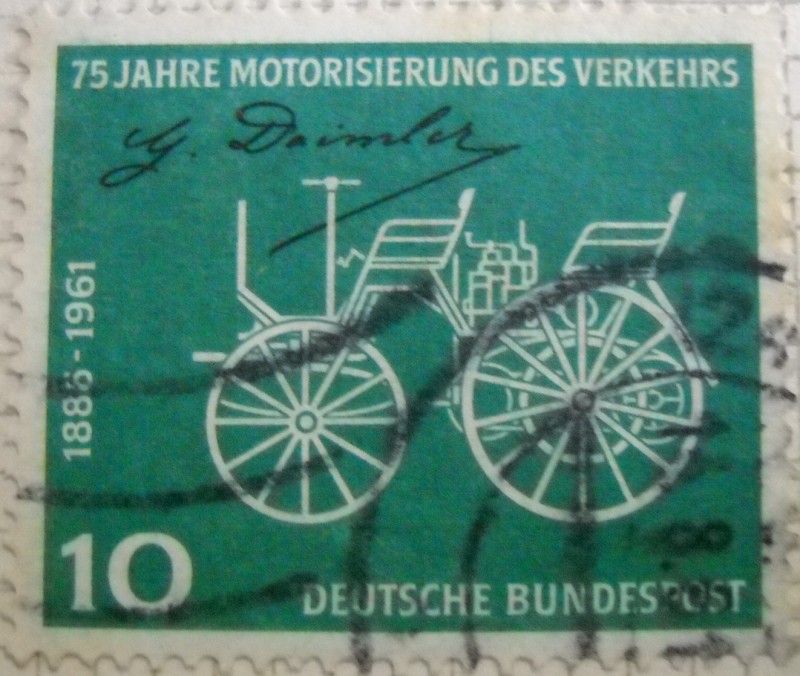 75 JAHRE MOTORISIERUNG DES VERKEHRS
G. Daimler
1886-1961
10
DEUTSCHE BUNDESPOST